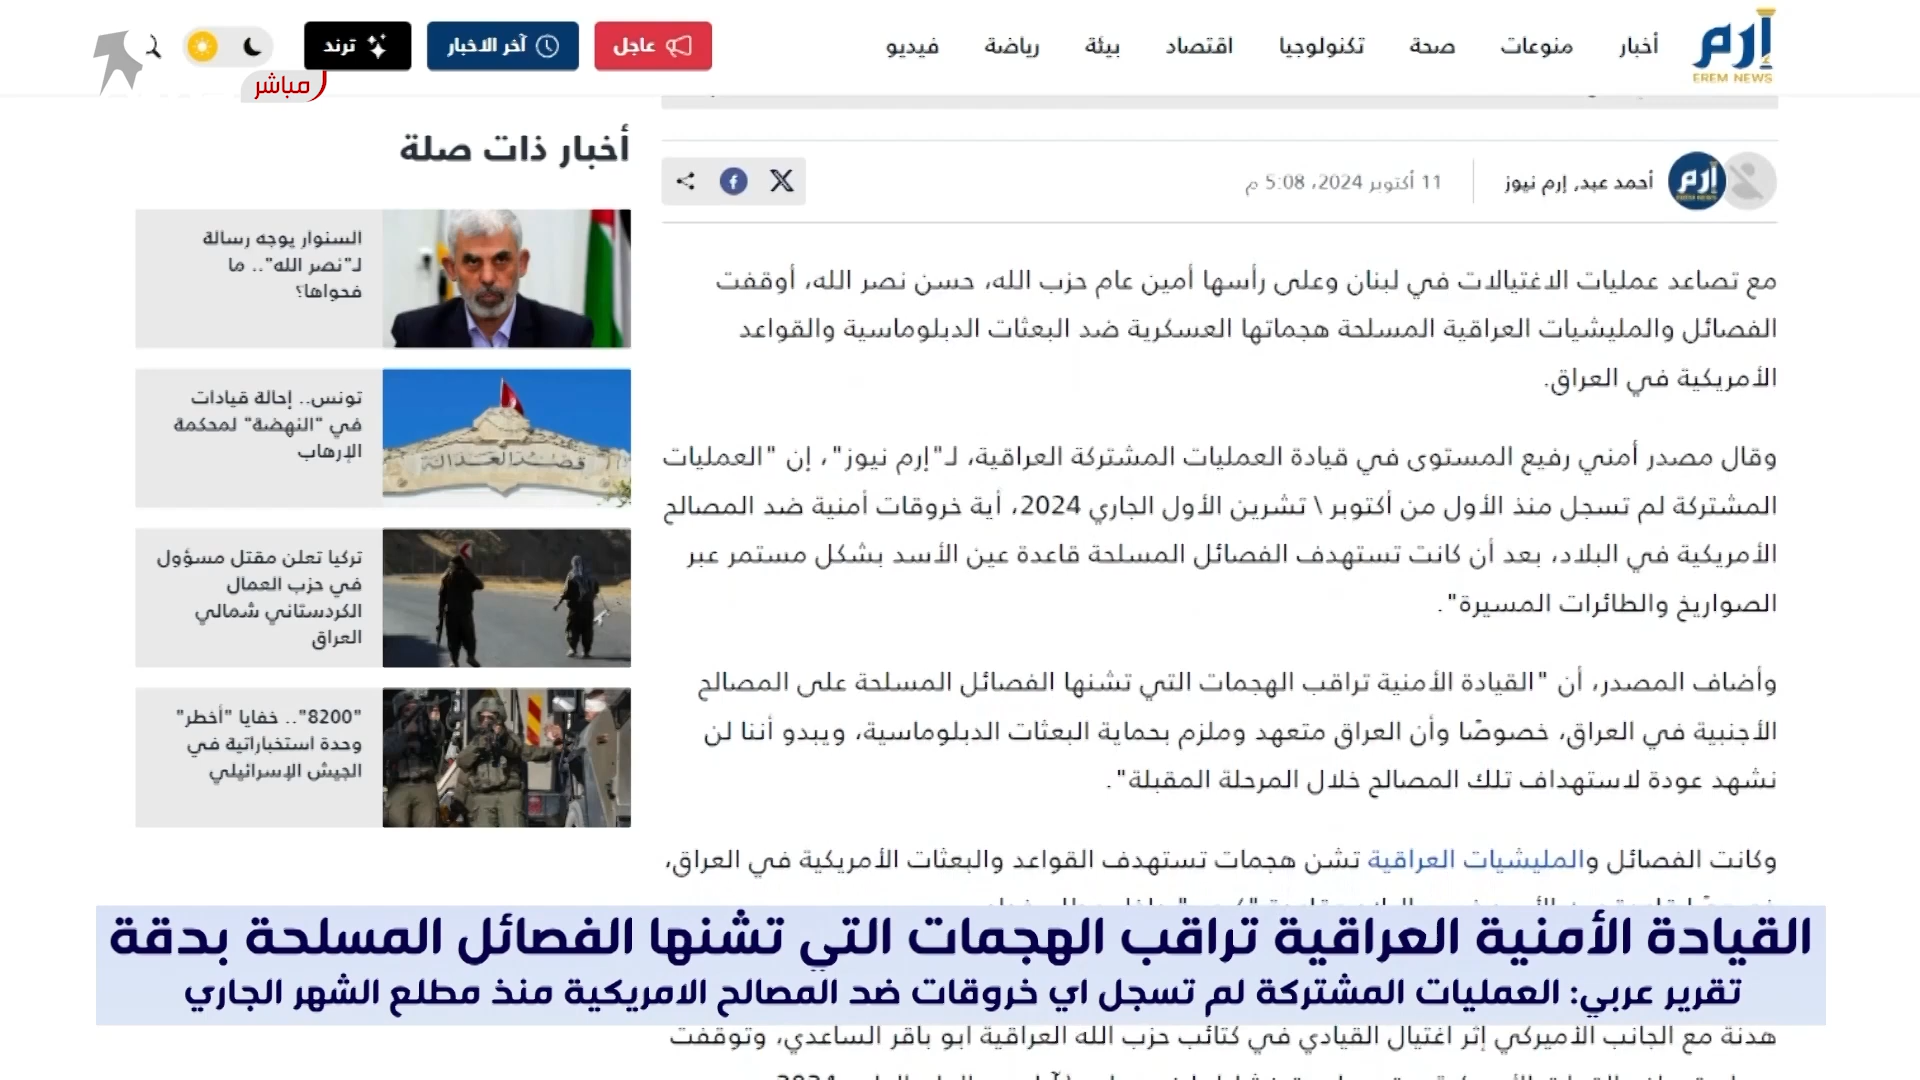 إرم
EREM NEWS
أخبار
منوعات
صحة
تكنولوجيا
اقتصاد
بيئة
رياضة
فيديو
عاجل
آخر الاخبار
ترند
مباشر
أحمد عبد، إرم نيوز
11 أكتوبر 2024، 5:08 م
مع تصاعد عمليات الاغتيالات في لبنان وعلى رأسها أمين عام حزب الله، حسن نصر الله، أوقفت
الفصائل والمليشيات العراقية المسلحة هجماتها العسكرية ضد البعثات الدبلوماسية والقواعد
الأمريكية في العراق.
وقال مصدر أمني رفيع المستوى في قيادة العمليات المشتركة العراقية، لـ"إرم نيوز"، إن "العمليات
المشتركة لم تسجل منذ الأول من أكتوبر \ تشرين الأول الجاري 2024، أية خروقات أمنية ضد المصالح
الأمريكية في البلاد، بعد أن كانت تستهدف الفصائل المسلحة قاعدة عين الأسد بشكل مستمر عبر
الصواريخ والطائرات المسيرة".
وأضاف المصدر، أن "القيادة الأمنية تراقب الهجمات التي تشنها الفصائل المسلحة على المصالح
الأجنبية في العراق، خصوصًا وأن العراق متعهد وملزم بحماية البعثات الدبلوماسية، ويبدو أننا لن
نشهد عودة لاستهداف تلك المصالح خلال المرحلة المقبلة".
وكانت الفصائل والمليشيات العراقية تشن هجمات تستهدف القواعد والبعثات الأمريكية في العراق،
هدنة مع الجانب الأميركي إثر اغتيال القيادي في كتائب حزب الله العراقية ابو باقر الساعدي، وتوقفت
أخبار ذات صلة
السنوار يوجه رسالة
لـ"نصر الله".. ما
فحواها؟
تونس.. إحالة قيادات
في "النهضة" لمحكمة
الإرهاب
قصر العدالة
تركيا تعلن مقتل مسؤول
في حزب العمال
الكردستاني شمالي
العراق
"8200".. خفايا "أخطر"
وحدة استخباراتية في
الجيش الإسرائيلي
القيادة الأمنية العراقية تراقب الهجمات التي تشنها الفصائل المسلحة بدقة
تقرير عربي: العمليات المشتركة لم تسجل اي خروقات ضد المصالح الامريكية منذ مطلع الشهر الجاري